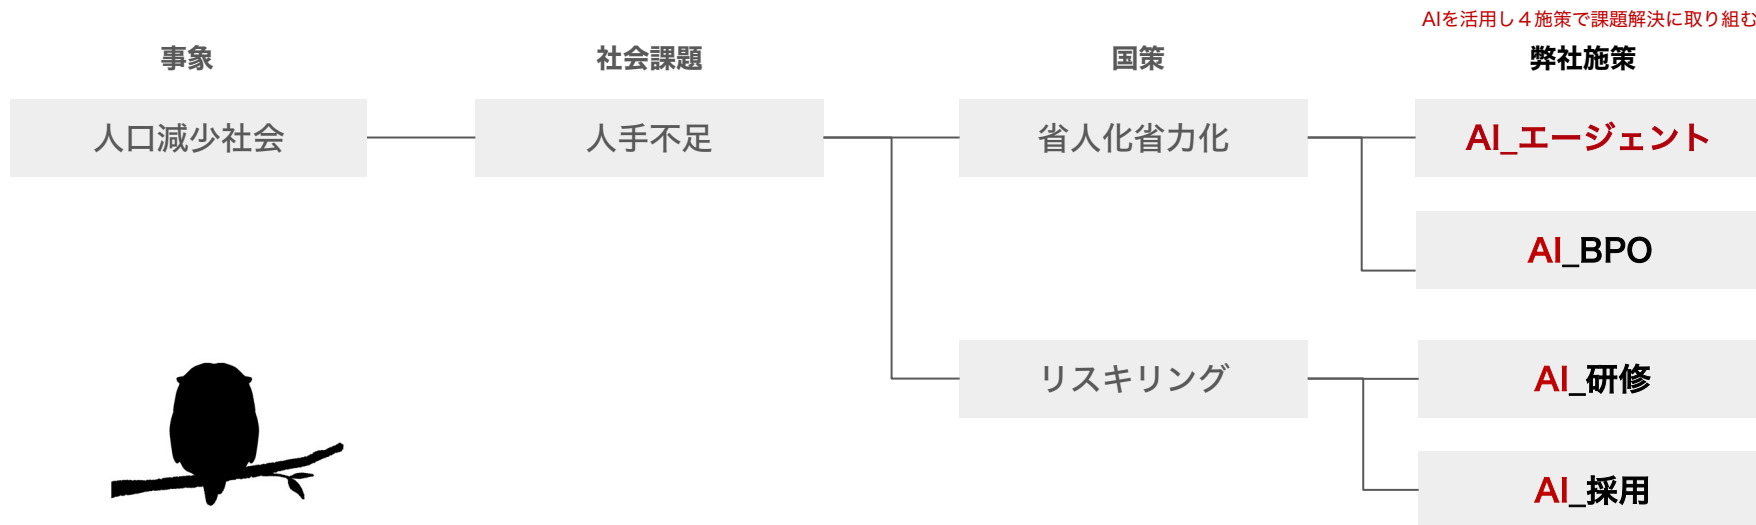 AIを活用し４施策で課題解決に取り組む
事象
社会課題
国策
弊社施策
人口減少社会
人手不足
省人化省力化
AI_エージェント
AI_BPO
リスキリング
AI_研修
AI_採用